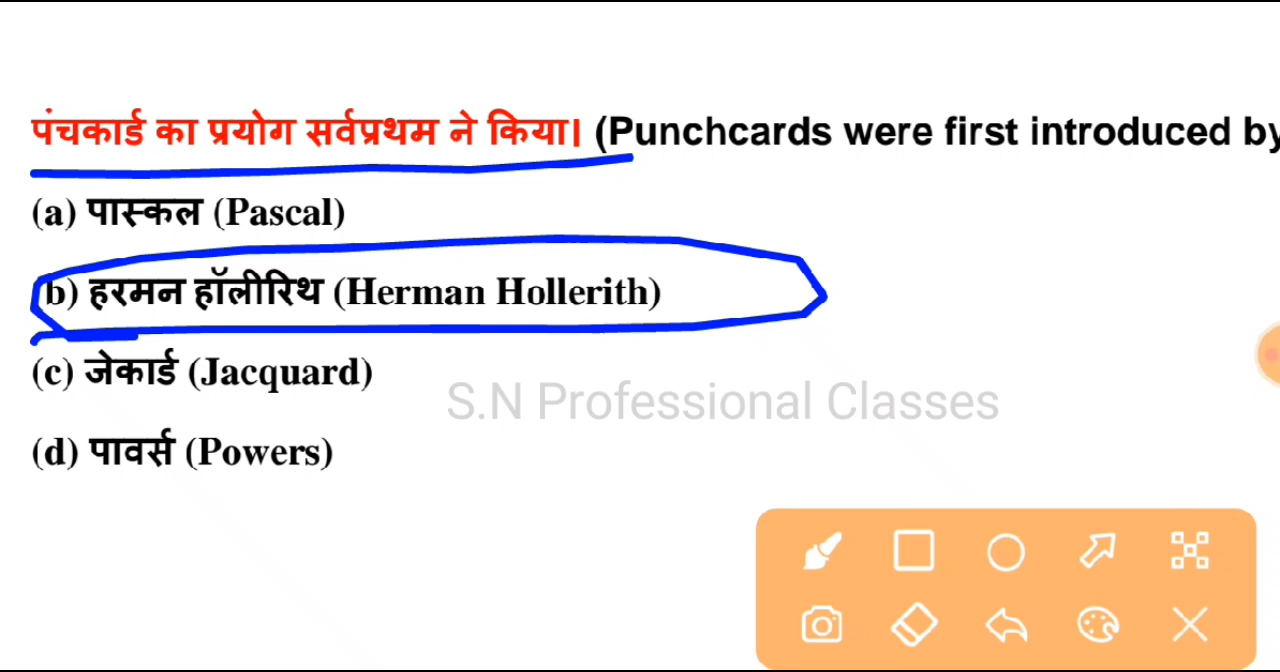 पंचकार्ड का प्रयोग सर्वप्रथम ने किया। (Punchcards were first introduced by
(a) पास्कल (Pascal)
b) हरमन हॉलीरिथ (Herman Hollerith)
(c) जेकार्ड (Jacquard)
S.N Professional Classes
(d) पावर्स (Powers)